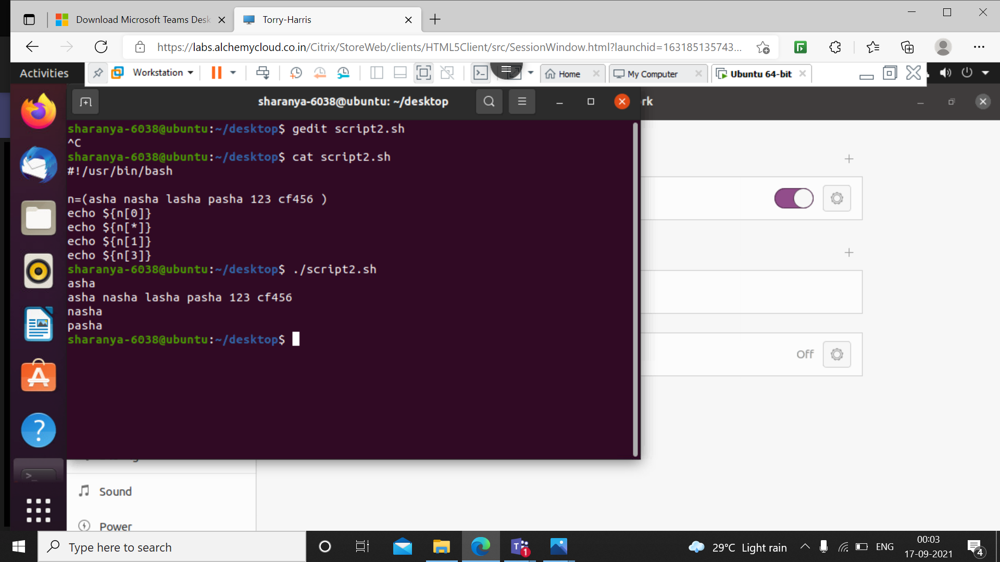 Download Microsoft Teams Desk
Torry-Harris
https://labs.alchemycloud.co.in/Citrix/StoreWeb/clients/HTML5Client/src/SessionWindow.html?launchid=163185135743...
Activities
Workstation
Home
My Computer
Ubuntu 64-bit
sharanya-6038@ubuntu: ~/desktop
rk
sharanya-6038@ubuntu:~/desktop$ gedit script2.sh
^C
sharanya-6038@ubuntu:~/desktop$ cat script2.sh
#!/usr/bin/bash
n=(asha nasha lasha pasha 123 cf456 )
echo ${n[0]}
echo ${n[*]}
echo ${n[1]}
echo ${n[3]}
sharanya-6038@ubuntu:~/desktop$ ./script2.sh
asha
asha nasha lasha pasha 123 cf456
nasha
pasha
sharanya-6038@ubuntu:~/desktop$
Off
Sound
Power
Type here to search
29°C Light rain
ENG
00:03
17-09-2021
1
4